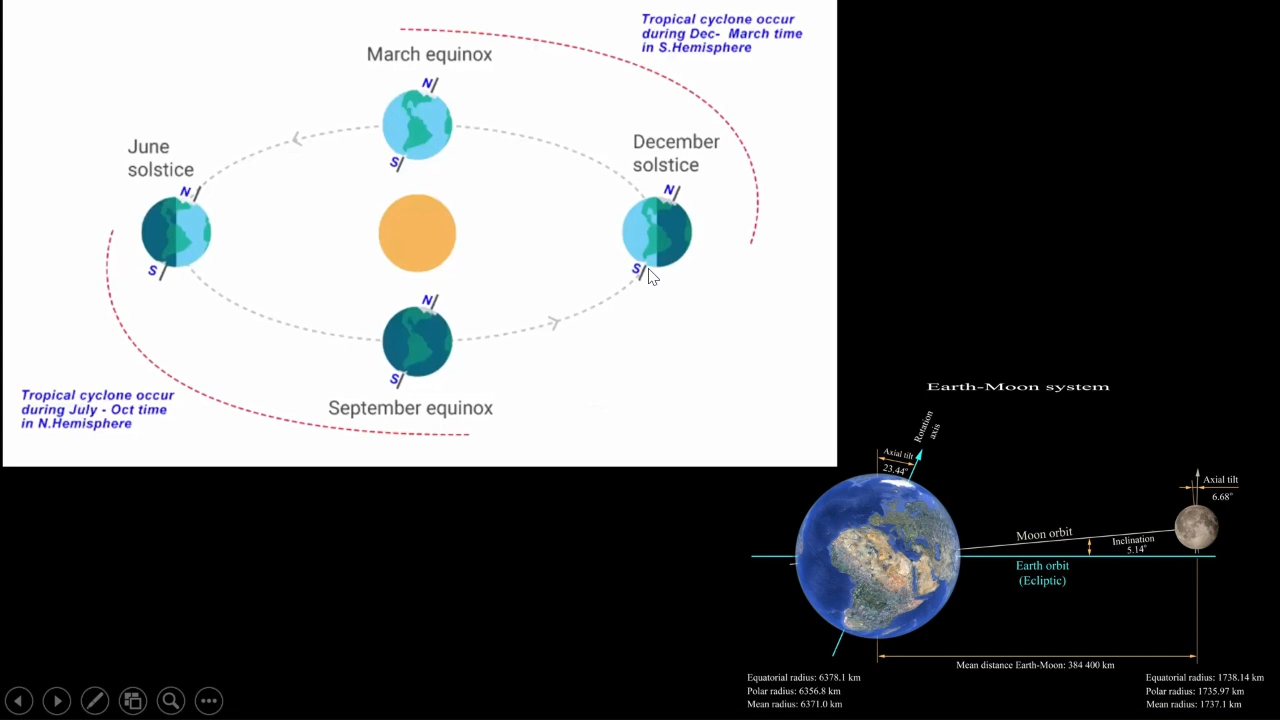 Tropical cyclone occur
during Dec- March time
in S.Hemisphere
March equinox
N
S
June
solstice
N
S
December
solstice
N
S
N
S
September equinox
Tropical cyclone occur
during July - Oct time
in N.Hemisphere
Earth-Moon system
Rotation
axis
Axial tilt
23.44°
Axial tilt
6.68°
Moon orbit
Inclination
5.14°
Earth orbit
(Ecliptic)
Mean distance Earth-Moon: 384 400 km
Equatorial radius: 6378.1 km
Polar radius: 6356.8 km
Mean radius: 6371.0 km
Equatorial radius: 1738.14 km
Polar radius: 1735.97 km
Mean radius: 1737.1 km